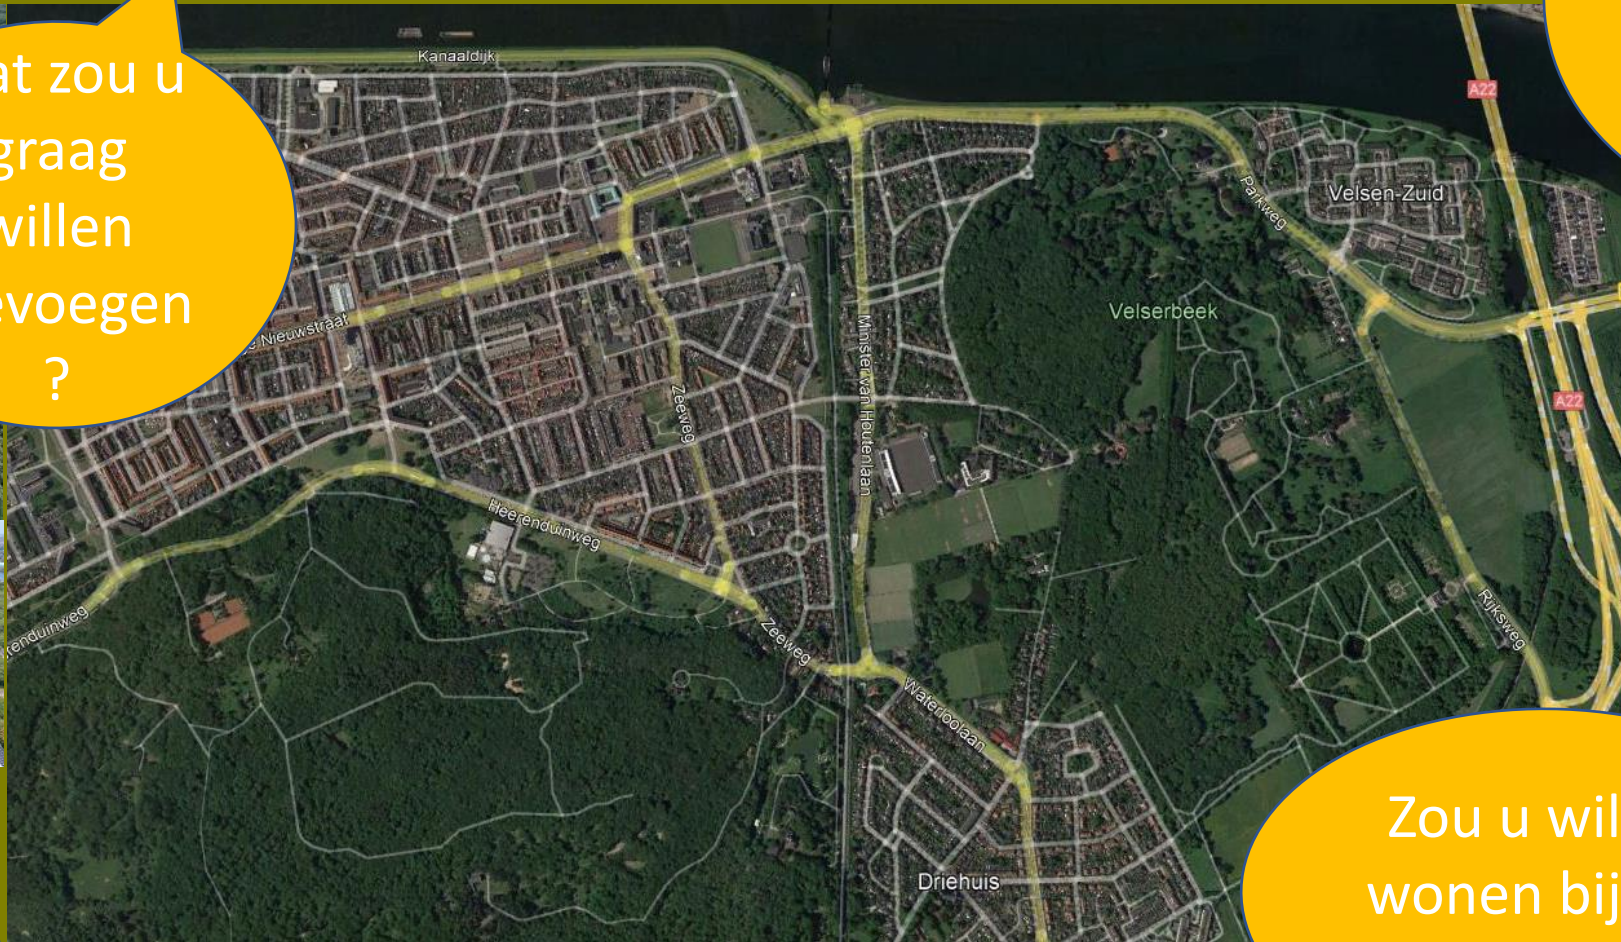 at zou u
graag
willen
evoegen
?
Kanaaldijk
A22
Velsen-Zuid
Parkweg
Velserbeek
Nieuwstraat
Minister van Houtenlaan
Zeeweg
A22
Heerenduinweg
renduinweg
Zeeweg
Rijksweg
Waterloolaan
Driehuis
Zou u wil
wonen bij